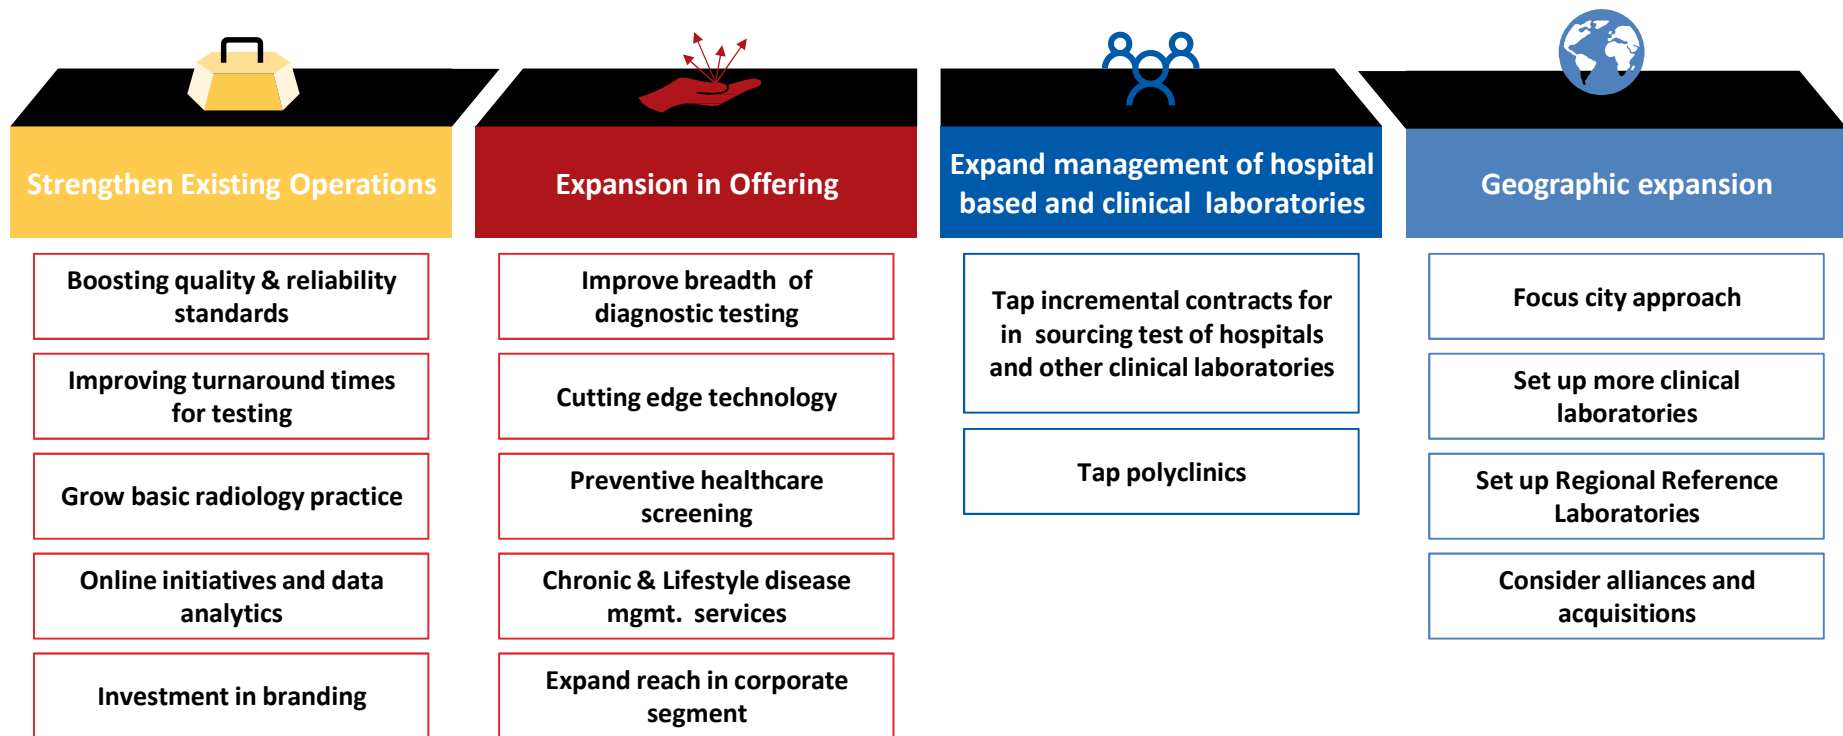 Strengthen Existing Operations
Boosting quality & reliability
standards
Improving turnaround times
for testing
Grow basic radiology practice
Online initiatives and data
analytics
Investment in branding
Expansion in Offering
Improve breadth of
diagnostic testing
Cutting edge technology
Preventive healthcare
screening
Chronic & Lifestyle disease
mgmt. services
Expand reach in corporate
segment
Expand management of hospital
based and clinical laboratories
Tap incremental contracts for
in sourcing test of hospitals
and other clinical laboratories
Tap polyclinics
Geographic expansion
Focus city approach
Set up more clinical
laboratories
Set up Regional Reference
Laboratories
Consider alliances and
acquisitions